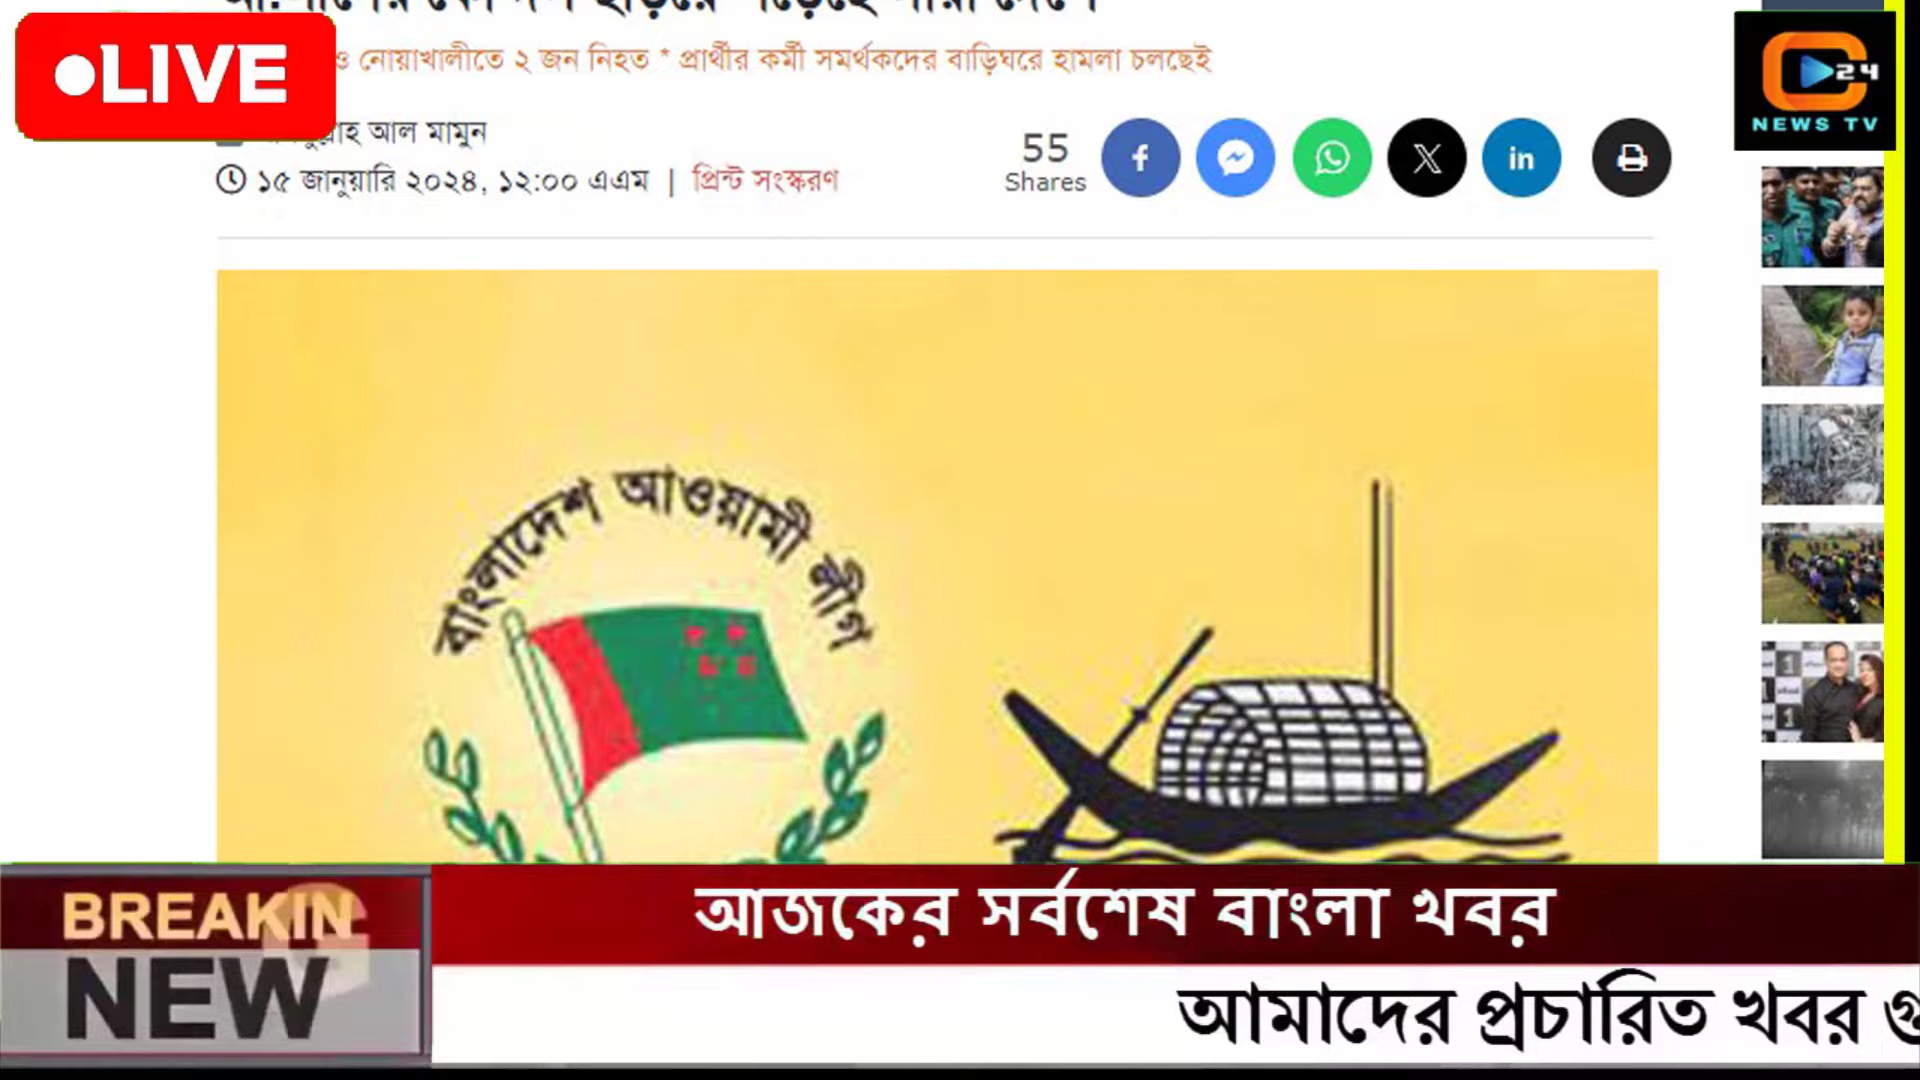 LIVE
ও নোয়াখালীতে ২ জন নিহত * প্রার্থীর কর্মী সমর্থকদের বাড়িঘরে হামলা চলছেই
24
NEWS TV
আল মামুন
১৫ জানুয়ারি ২০২৪, ১২:০০ এএম | প্রিন্ট সংস্করণ
55
Shares
বাংলাদেশ আওয়ামী লীগ
BREAKIN
NEW
আজকের সর্বশেষ বাংলা খবর
আমাদের প্রচারিত খবর